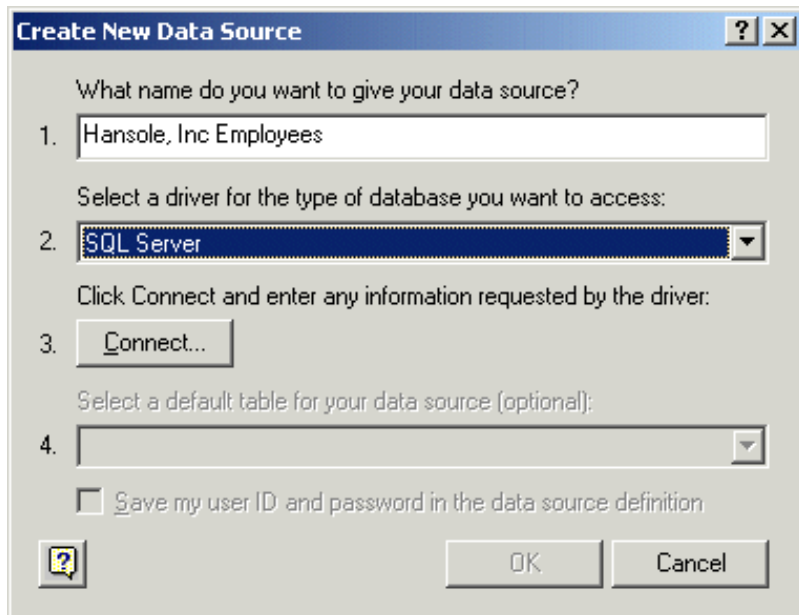 Create New Data Source
What name do you want to give your data source?
1. Hansole, Inc Employees
Select a driver for the type of database you want to access:
2. SQL Server
Click Connect and enter any information requested by the driver:
3. Connect...
Select a default table for your data source (optional):
4.
Save my user ID and password in the data source definition
OK Cancel